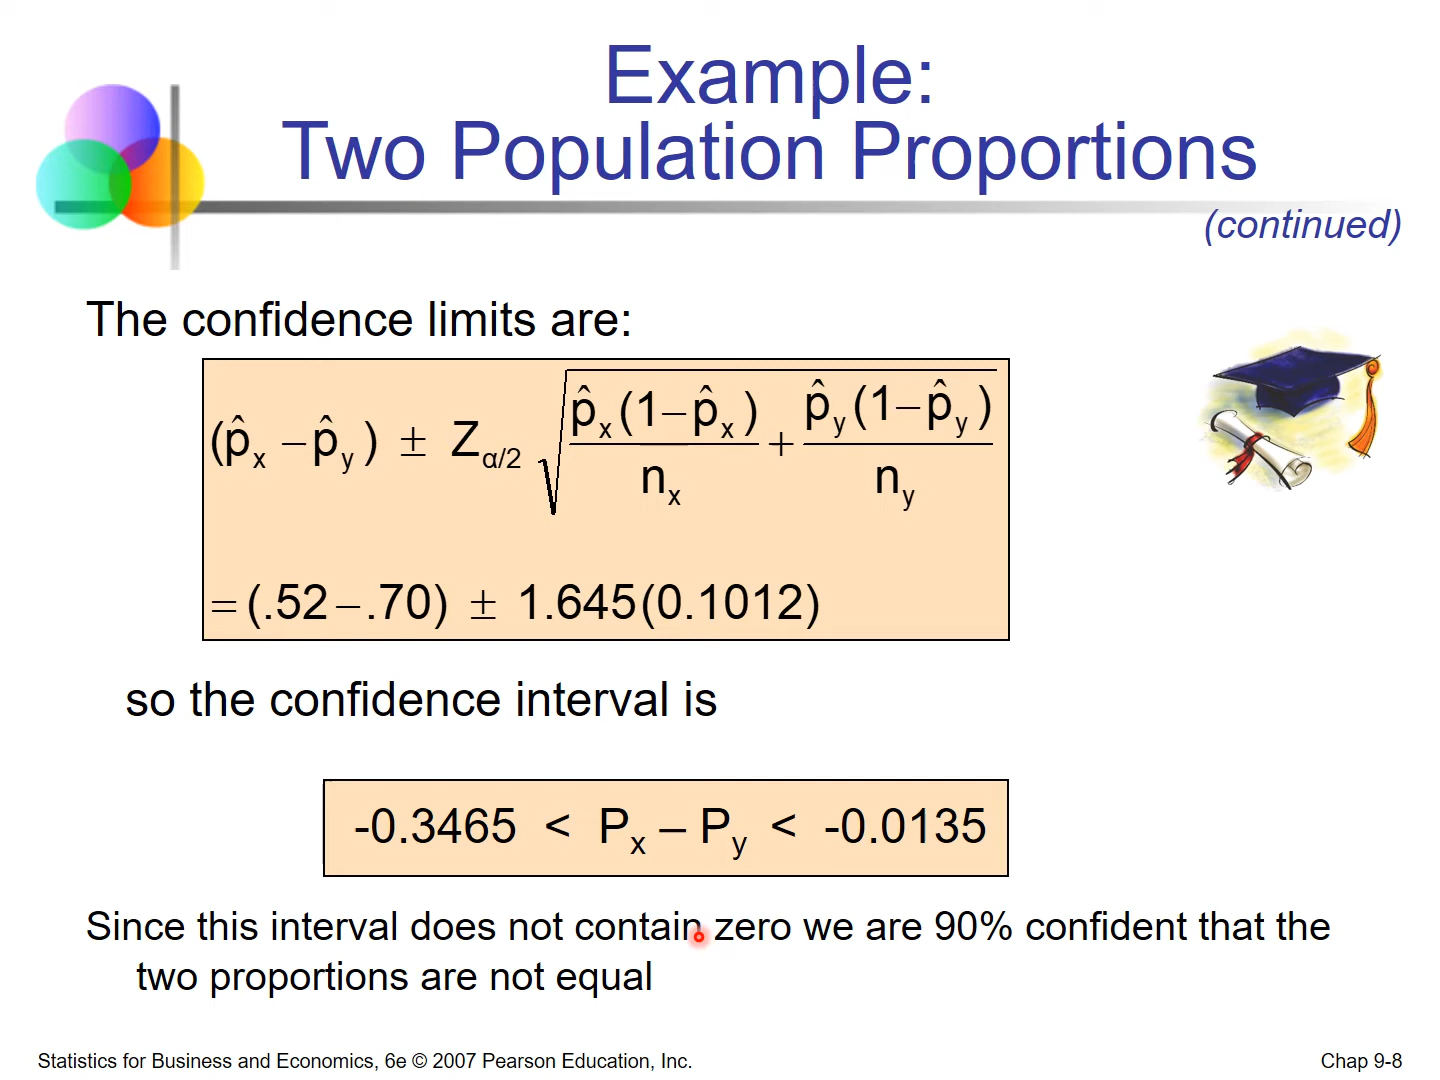 Example:
Two Population Proportions
(continued)
The confidence limits are:
(p̂x − p̂y) ± Zα/2 √( p̂x(1−p̂x)/nx + p̂y(1−p̂y)/ny )
= (.52 − .70) ± 1.645(0.1012)
so the confidence interval is
-0.3465 < Px – Py < -0.0135
Since this interval does not contain zero we are 90% confident that the
two proportions are not equal
Statistics for Business and Economics, 6e © 2007 Pearson Education, Inc.
Chap 9-8